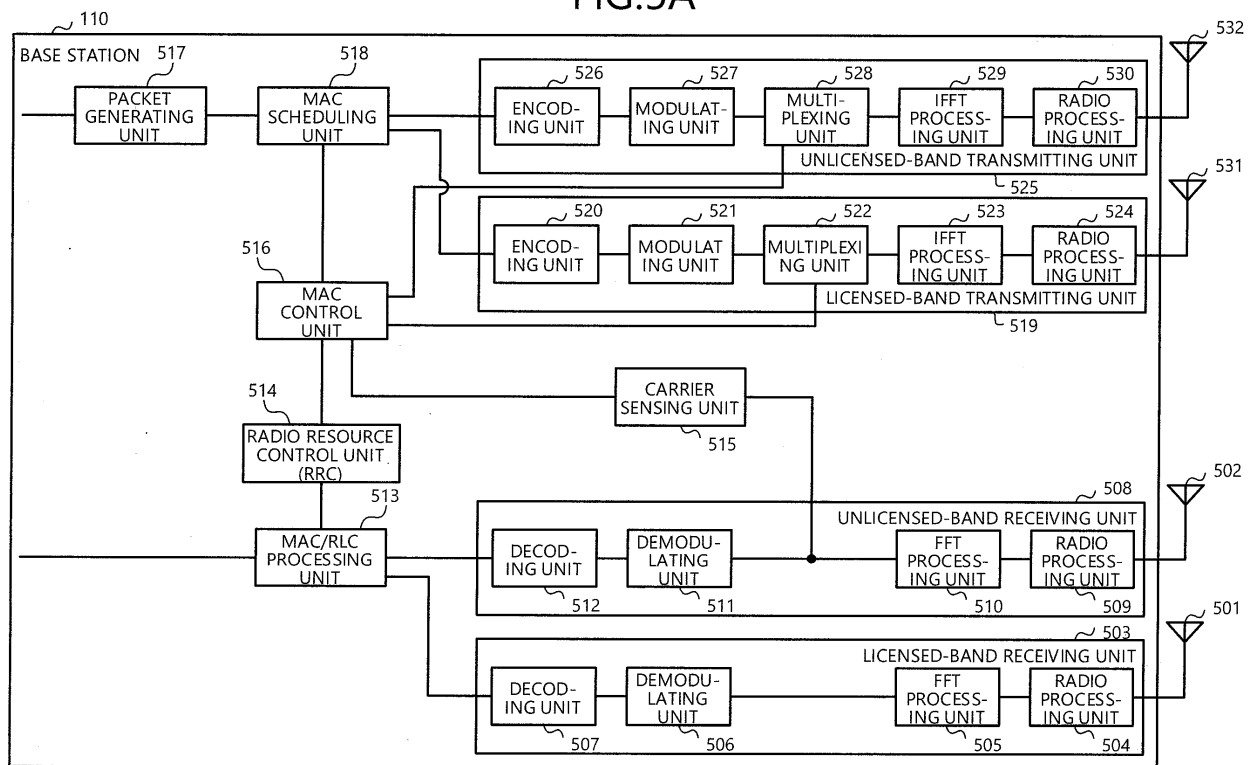 FIG.5A
110
532
BASE STATION
517
518
526
527
528
529
530
PACKET
GENERATING
UNIT
MAC
SCHEDULING
UNIT
ENCOD-
ING UNIT
MODULAT-
ING UNIT
MULTI-
PLEXING
UNIT
IFFT
PROCESS-
ING UNIT
RADIO
PROCESS-
ING UNIT
UNLICENSED-BAND TRANSMITTING UNIT
525
531
520
521
522
523
524
516
ENCOD-
ING UNIT
MODULAT
ING UNIT
MULTIPLEXI
NG UNIT
IFFT
PROCESS-
ING UNIT
RADIO
PROCESS-
ING UNIT
MAC
CONTROL
UNIT
LICENSED-BAND TRANSMITTING UNIT
519
514
CARRIER
SENSING UNIT
515
RADIO RESOURCE
CONTROL UNIT
(RRC)
513
508
502
UNLICENSED-BAND RECEIVING UNIT
MAC/RLC
PROCESSING
UNIT
DECOD-
ING UNIT
DEMODU-
LATING
UNIT
FFT
PROCESS-
ING UNIT
RADIO
PROCESS-
ING UNIT
512
511
510
509
501
503
LICENSED-BAND RECEIVING UNIT
DECOD-
ING UNIT
DEMODU-
LATING
UNIT
FFT
PROCESS-
ING UNIT
RADIO
PROCESS-
ING UNIT
507
506
505
504